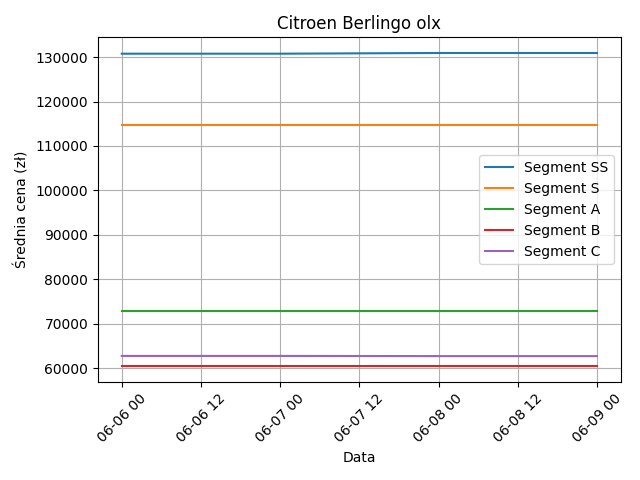 Citroen Berlingo olx
Średnia cena (zł)
130000
120000
110000
100000
90000
80000
70000
60000
Segment SS
Segment S
Segment A
Segment B
Segment C
06-06 00
06-06 12
06-07 00
06-07 12
06-08 00
06-08 12
06-09 00
Data